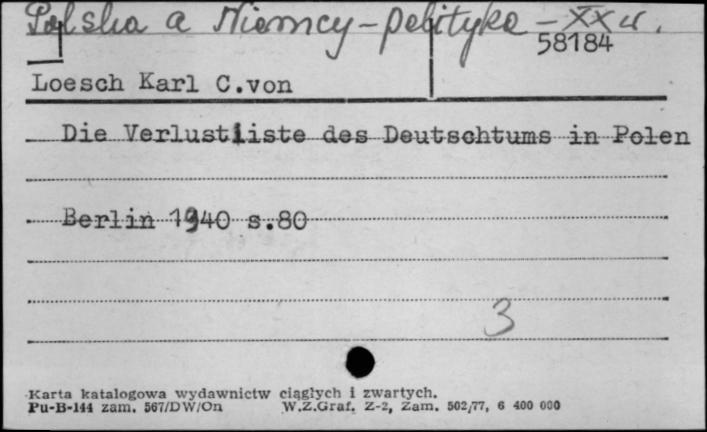 Polska a Niemcy - polityka - XX w.
58184
Loesch Karl C.von
Die Verlustliste des Deutschtums in Polen
Berlin 1940 s.80
3
Karta katalogowa wydawnictw ciągłych i zwartych.
Pu-B-144 zam. 567/DW/On W.Z.Graf. Z-2, Zam. 502/77, 6 400 000